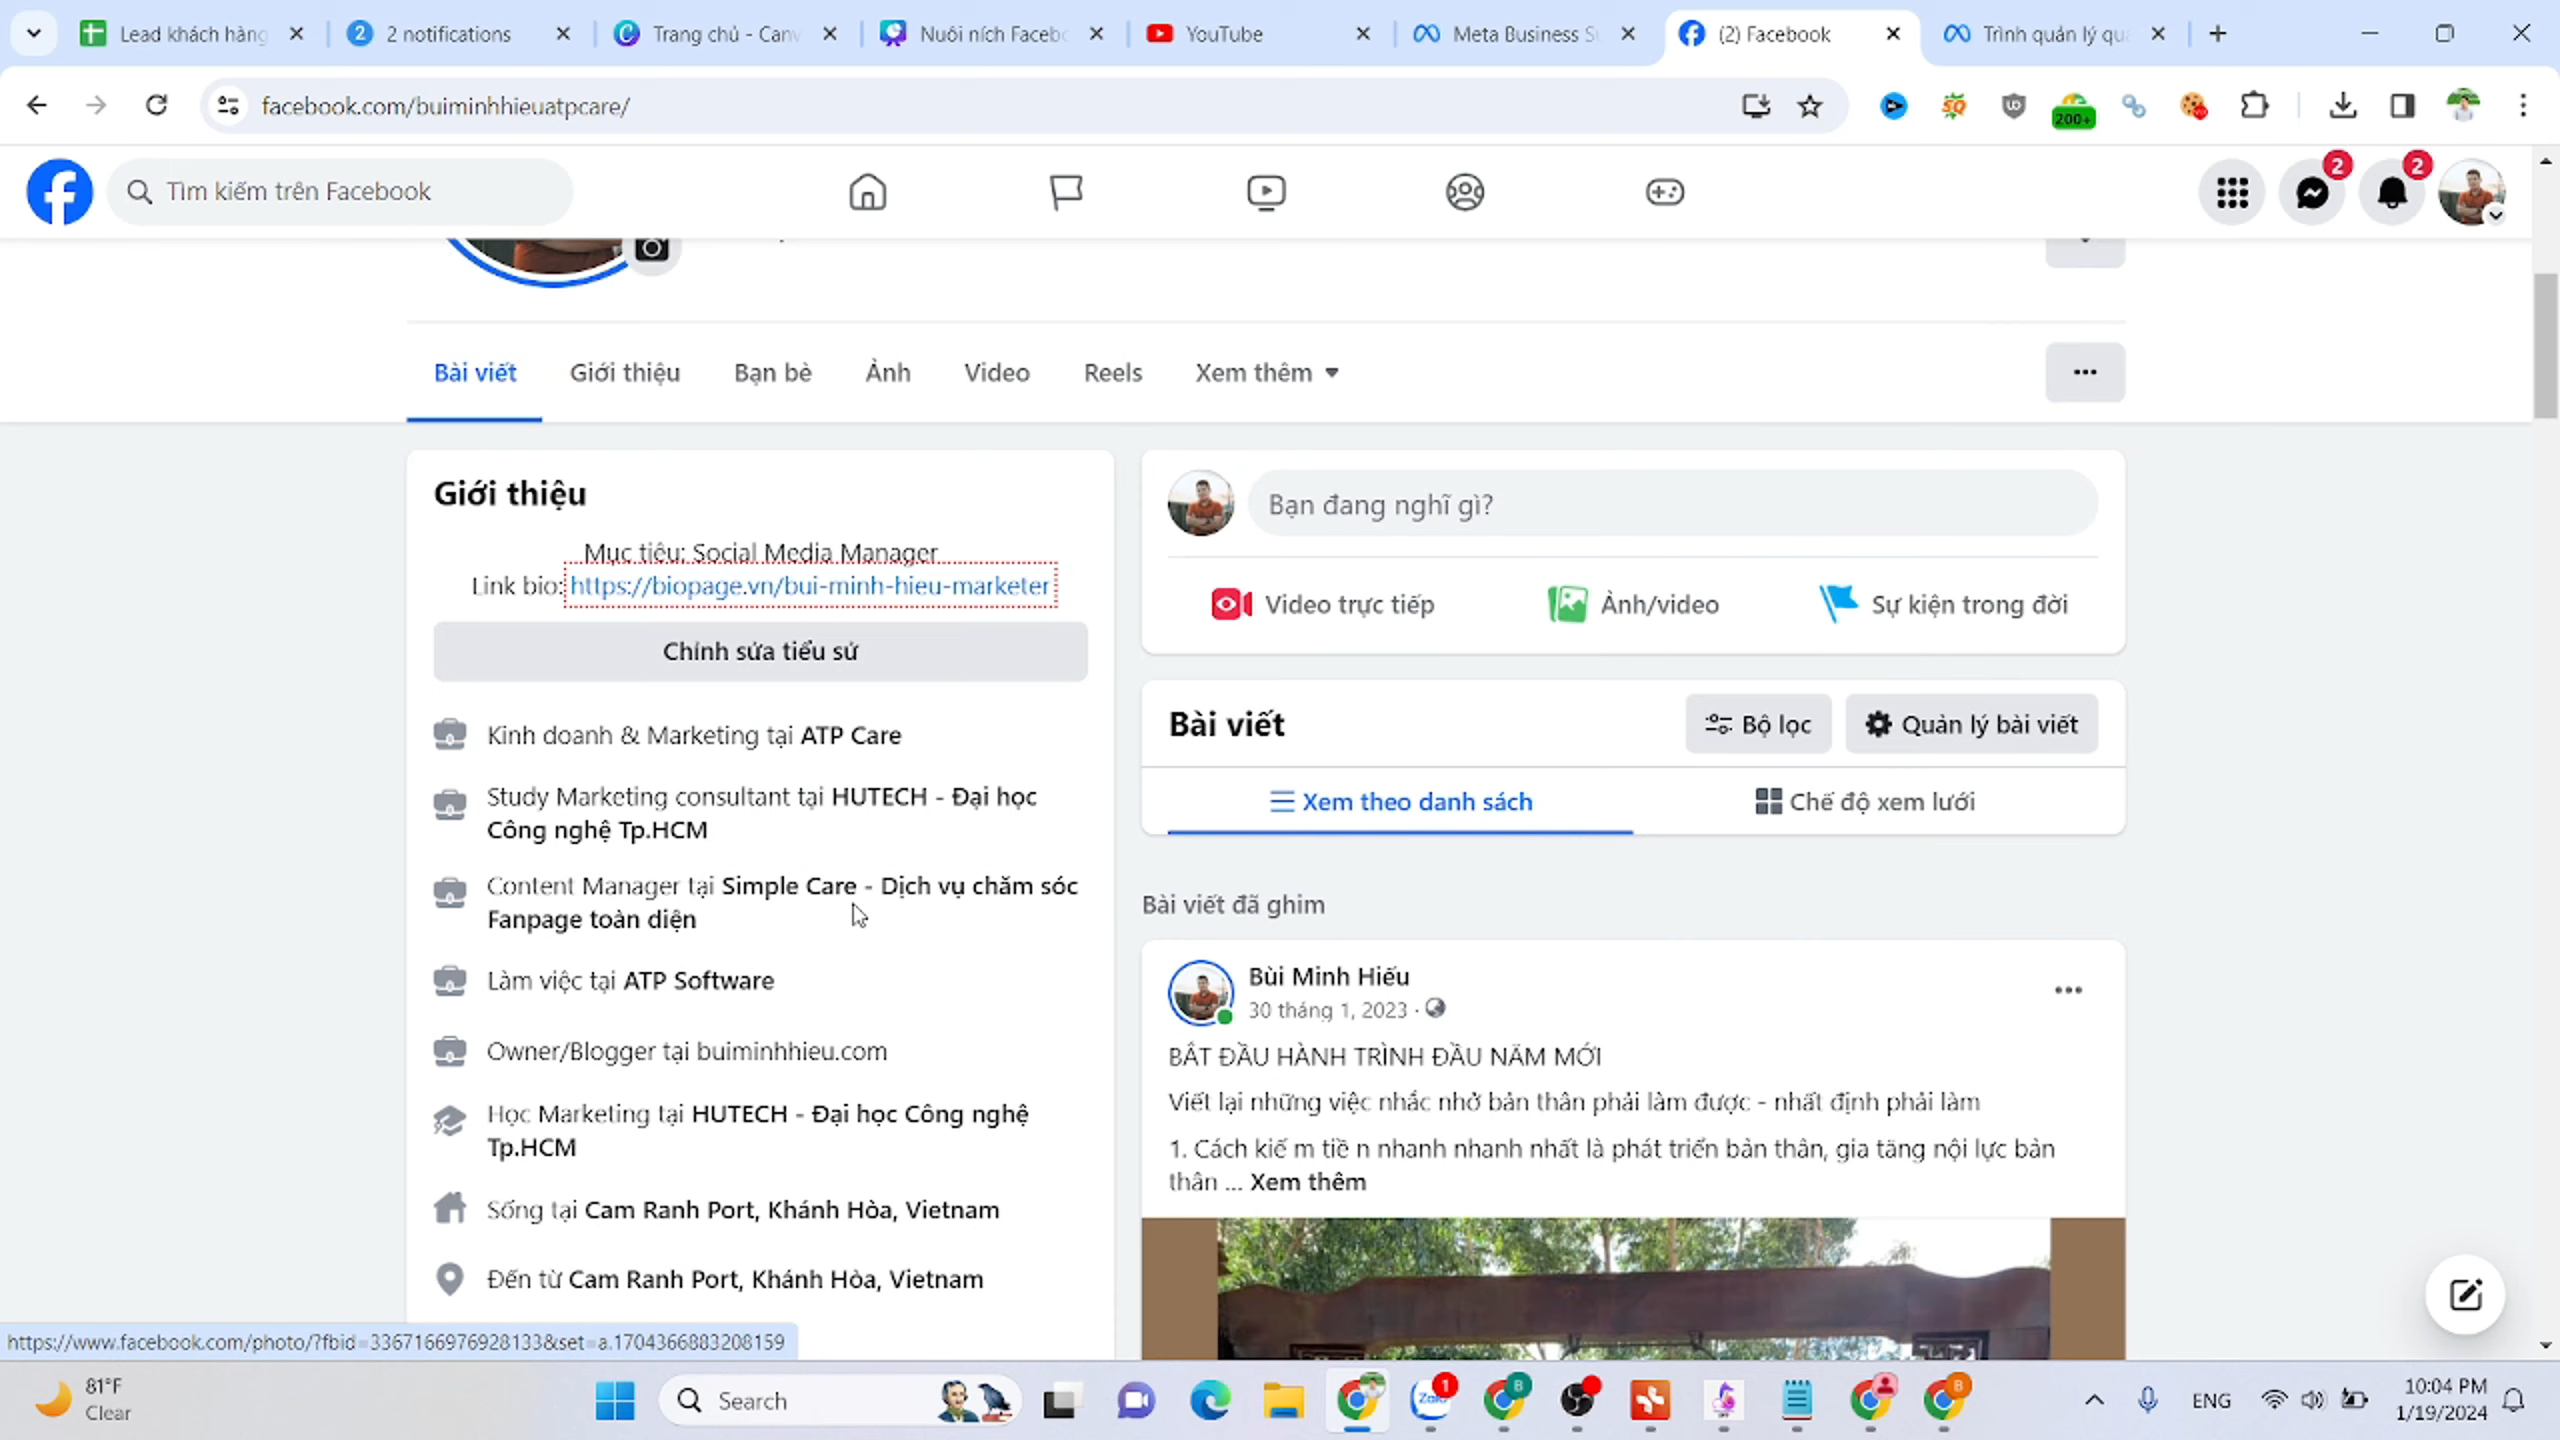 Lead khách hàng
2 notifications
Trang chủ - Canv
Nuôi ních Facebo
YouTube
Meta Business S
(2) Facebook
Trình quản lý qu
facebook.com/buiminhhieuatpcare/
200+
Tìm kiếm trên Facebook
2
2
Bài viết
Giới thiệu
Bạn bè
Ảnh
Video
Reels
Xem thêm
Giới thiệu
Mục tiêu: Social Media Manager
Link bio: https://biopage.vn/bui-minh-hieu-marketer
Chỉnh sửa tiểu sử
Kinh doanh & Marketing tại ATP Care
Study Marketing consultant tại HUTECH - Đại học
Công nghệ Tp.HCM
Content Manager tại Simple Care - Dịch vụ chăm sóc
Fanpage toàn diện
Làm việc tại ATP Software
Owner/Blogger tại buiminhhieu.com
Học Marketing tại HUTECH - Đại học Công nghệ
Tp.HCM
Sống tại Cam Ranh Port, Khánh Hòa, Vietnam
Đến từ Cam Ranh Port, Khánh Hòa, Vietnam
Bạn đang nghĩ gì?
Video trực tiếp
Ảnh/video
Sự kiện trong đời
Bài viết
Bộ lọc
Quản lý bài viết
Xem theo danh sách
Chế độ xem lưới
Bài viết đã ghim
Bùi Minh Hiếu
30 tháng 1, 2023 ·
BẮT ĐẦU HÀNH TRÌNH ĐẦU NĂM MỚI
Viết lại những việc nhắc nhở bản thân phải làm được - nhất định phải làm
1. Cách kiế m tiề n nhanh nhanh nhất là phát triển bản thân, gia tăng nội lực bản
thân ... Xem thêm
https://www.facebook.com/photo/?fbid=3367166976928133&set=a.1704366883208159
81°F
Clear
Search
Zalo
1
B
B
ENG
10:04 PM
1/19/2024